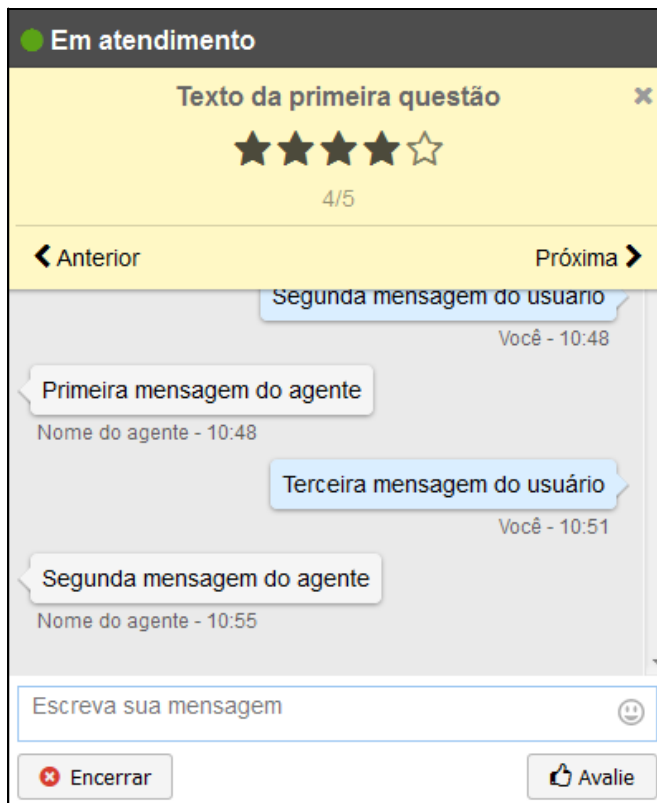 Em atendimento
Texto da primeira questão
4/5
Anterior
Próxima
Segunda mensagem do usuário
Você - 10:48
Primeira mensagem do agente
Nome do agente - 10:48
Terceira mensagem do usuário
Você - 10:51
Segunda mensagem do agente
Nome do agente - 10:55
Escreva sua mensagem
Encerrar
Avalie